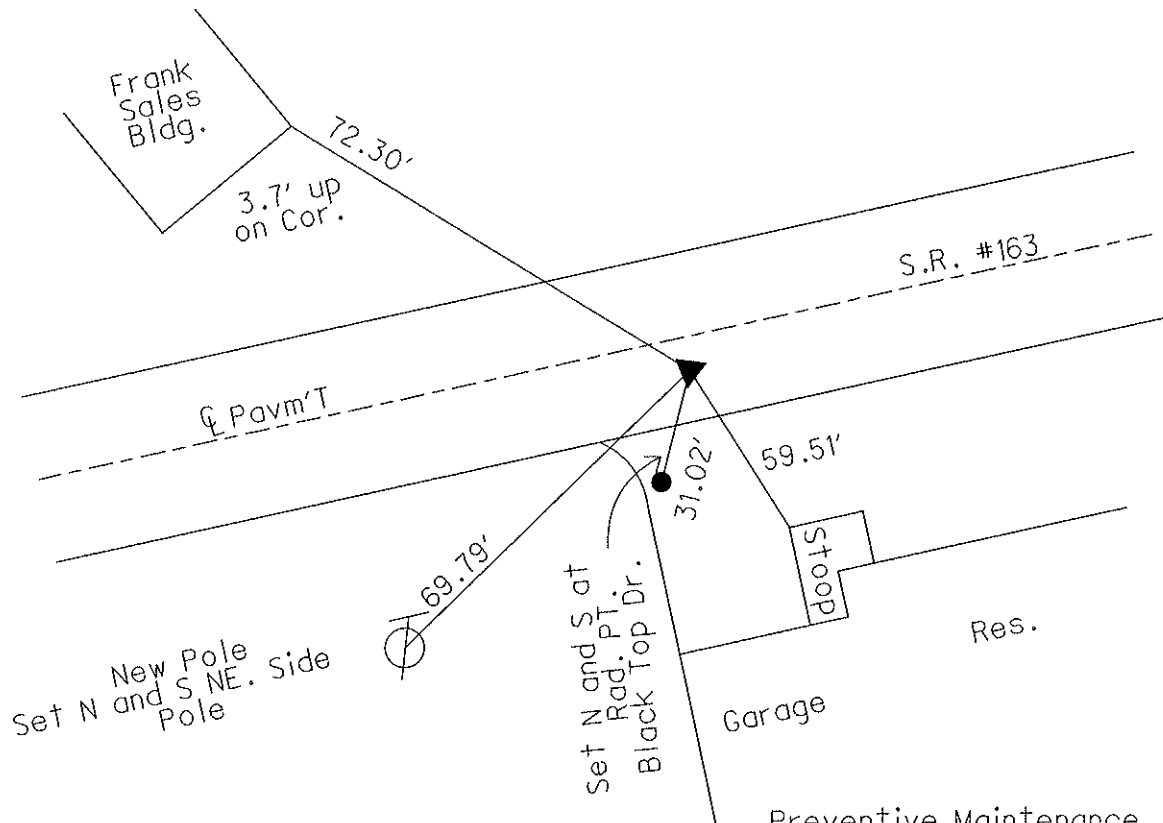 Frank
Sales
Bldg.
72.30'
3.7' up
on Cor.
S.R. #163
℄ Pavm'T
59.51'
31.02'
69.79'
Stoop
New Pole
Set N and S NE. Side
Pole
Set N and S at
Rad. PT.
Black Top Dr.
Res.
Garage
Preventive Maintenance